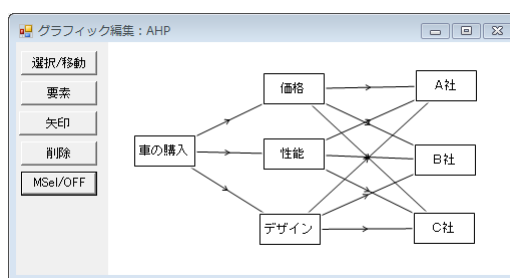 グラフィック編集：AHP
選択/移動
要素
矢印
削除
MSel/OFF
車の購入
価格
性能
デザイン
A社
B社
C社